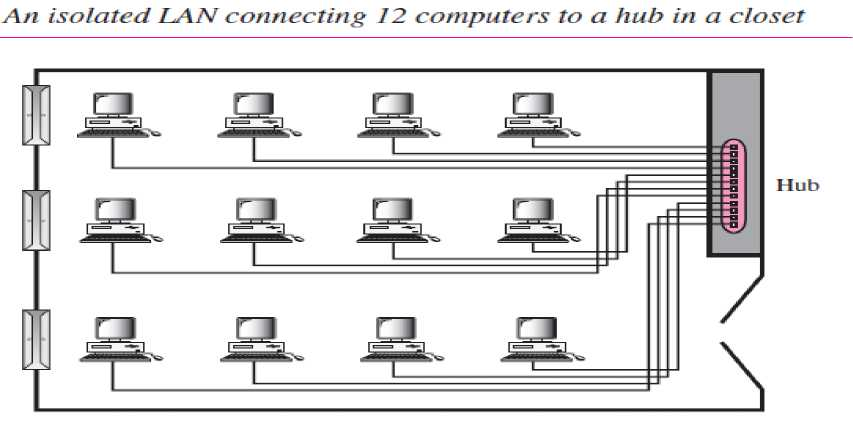 An isolated LAN connecting 12 computers to a hub in a closet
Hub